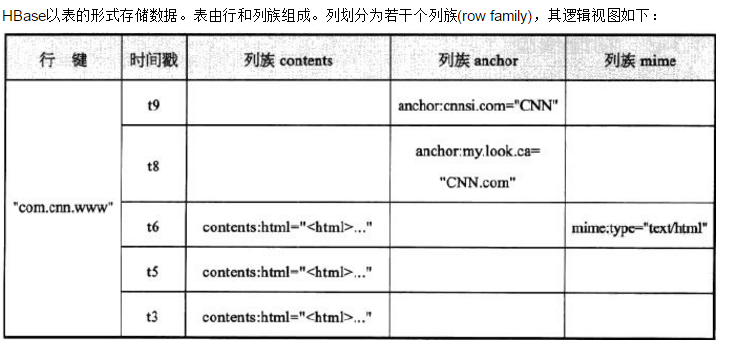 HBase以表的形式存储数据。表由行和列族组成。列划分为若干个列族(row family)，其逻辑视图如下：
行 键 时间戳 列族 contents 列族 anchor 列族 mime
t9 anchor:cnnsi.com="CNN"
t8 anchor:my.look.ca=
"CNN.com"
"com.cnn.www"
t6 contents:html="<html>..." mime:type="text/html"
t5 contents:html="<html>..."
t3 contents:html="<html>..."